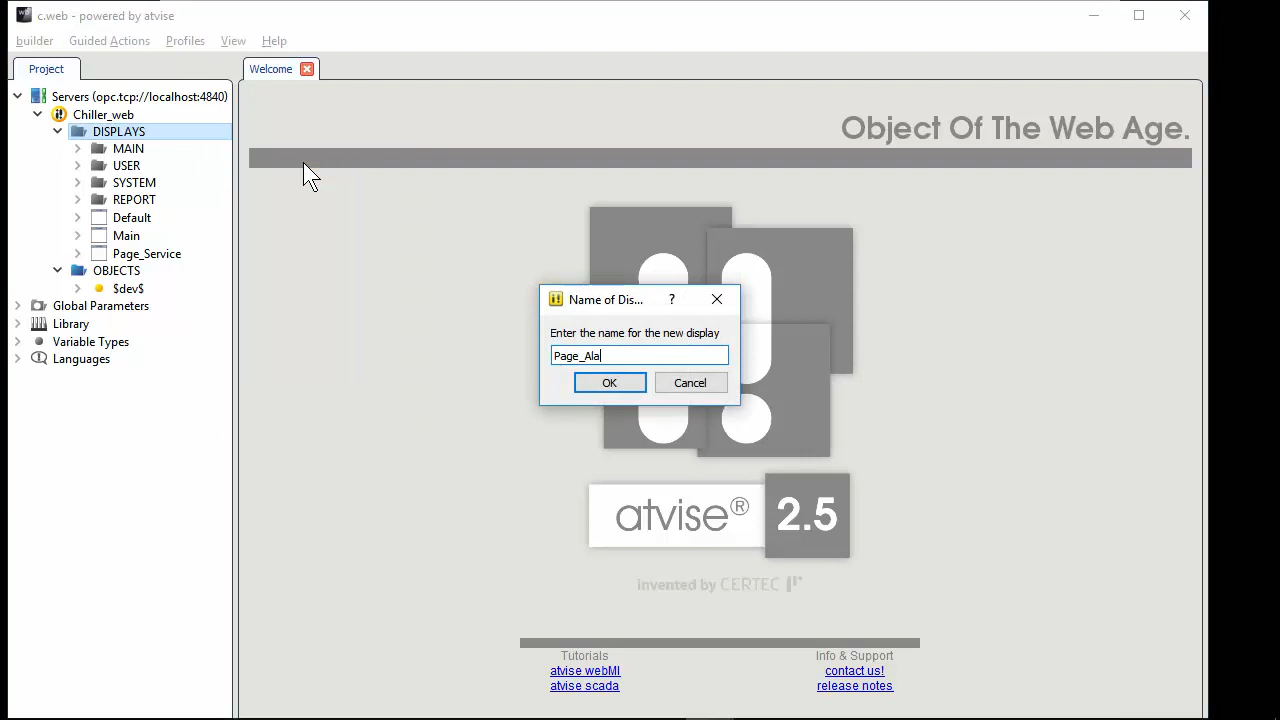 c.web - powered by atvise
builder Guided Actions Profiles View Help
Project
Welcome
Servers (opc.tcp://localhost:4840)
Chiller_web
DISPLAYS
MAIN
USER
SYSTEM
REPORT
Default
Main
Page_Service
OBJECTS
$dev$
Global Parameters
Library
Variable Types
Languages
Object Of The Web Age.
Name of Dis... ?
Enter the name for the new display
Page_Ala
OK Cancel
atvise® 2.5
invented by CERTEC
Tutorials
atvise webMI
atvise scada
Info & Support
contact us!
release notes